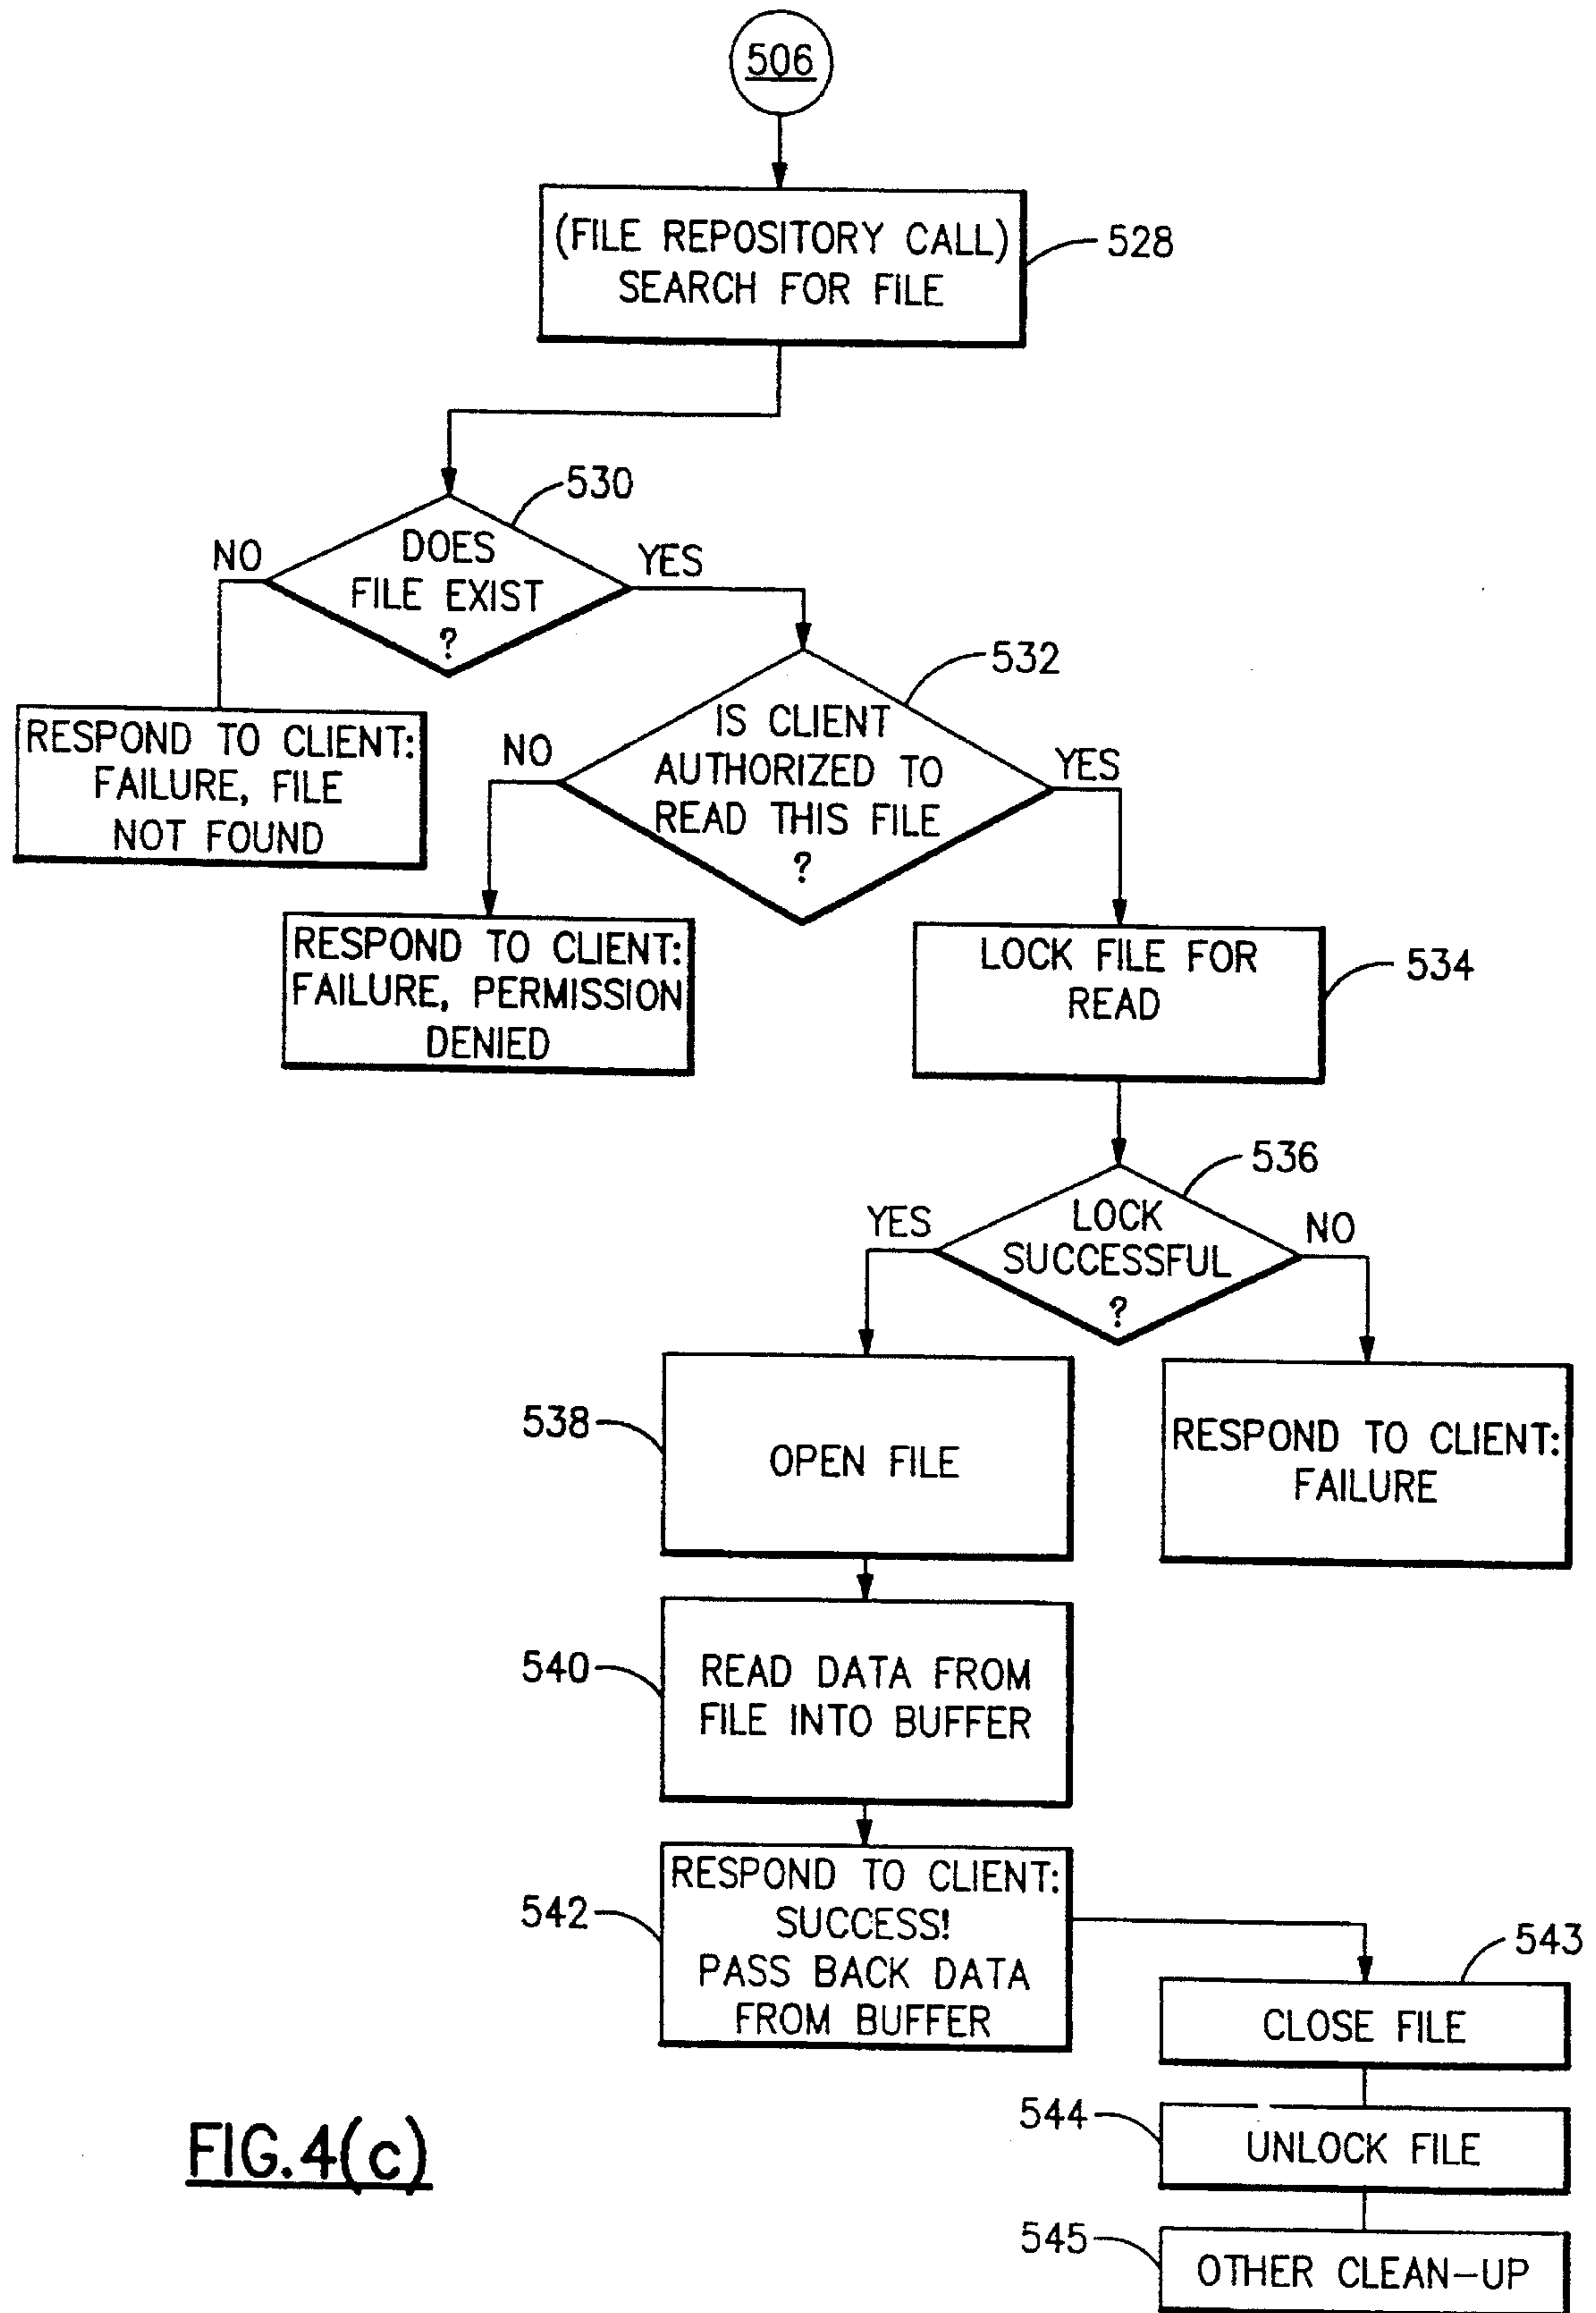 506
(FILE REPOSITORY CALL)
SEARCH FOR FILE
528
530
NO
DOES
FILE EXIST
?
YES
532
RESPOND TO CLIENT:
FAILURE, FILE
NOT FOUND
NO
IS CLIENT
AUTHORIZED TO
READ THIS FILE
?
YES
RESPOND TO CLIENT:
FAILURE, PERMISSION
DENIED
LOCK FILE FOR
READ
534
536
YES
LOCK
SUCCESSFUL
?
NO
538
OPEN FILE
RESPOND TO CLIENT:
FAILURE
540
READ DATA FROM
FILE INTO BUFFER
542
RESPOND TO CLIENT:
SUCCESS!
PASS BACK DATA
FROM BUFFER
543
CLOSE FILE
544
UNLOCK FILE
545
OTHER CLEAN-UP
FIG.4(c)